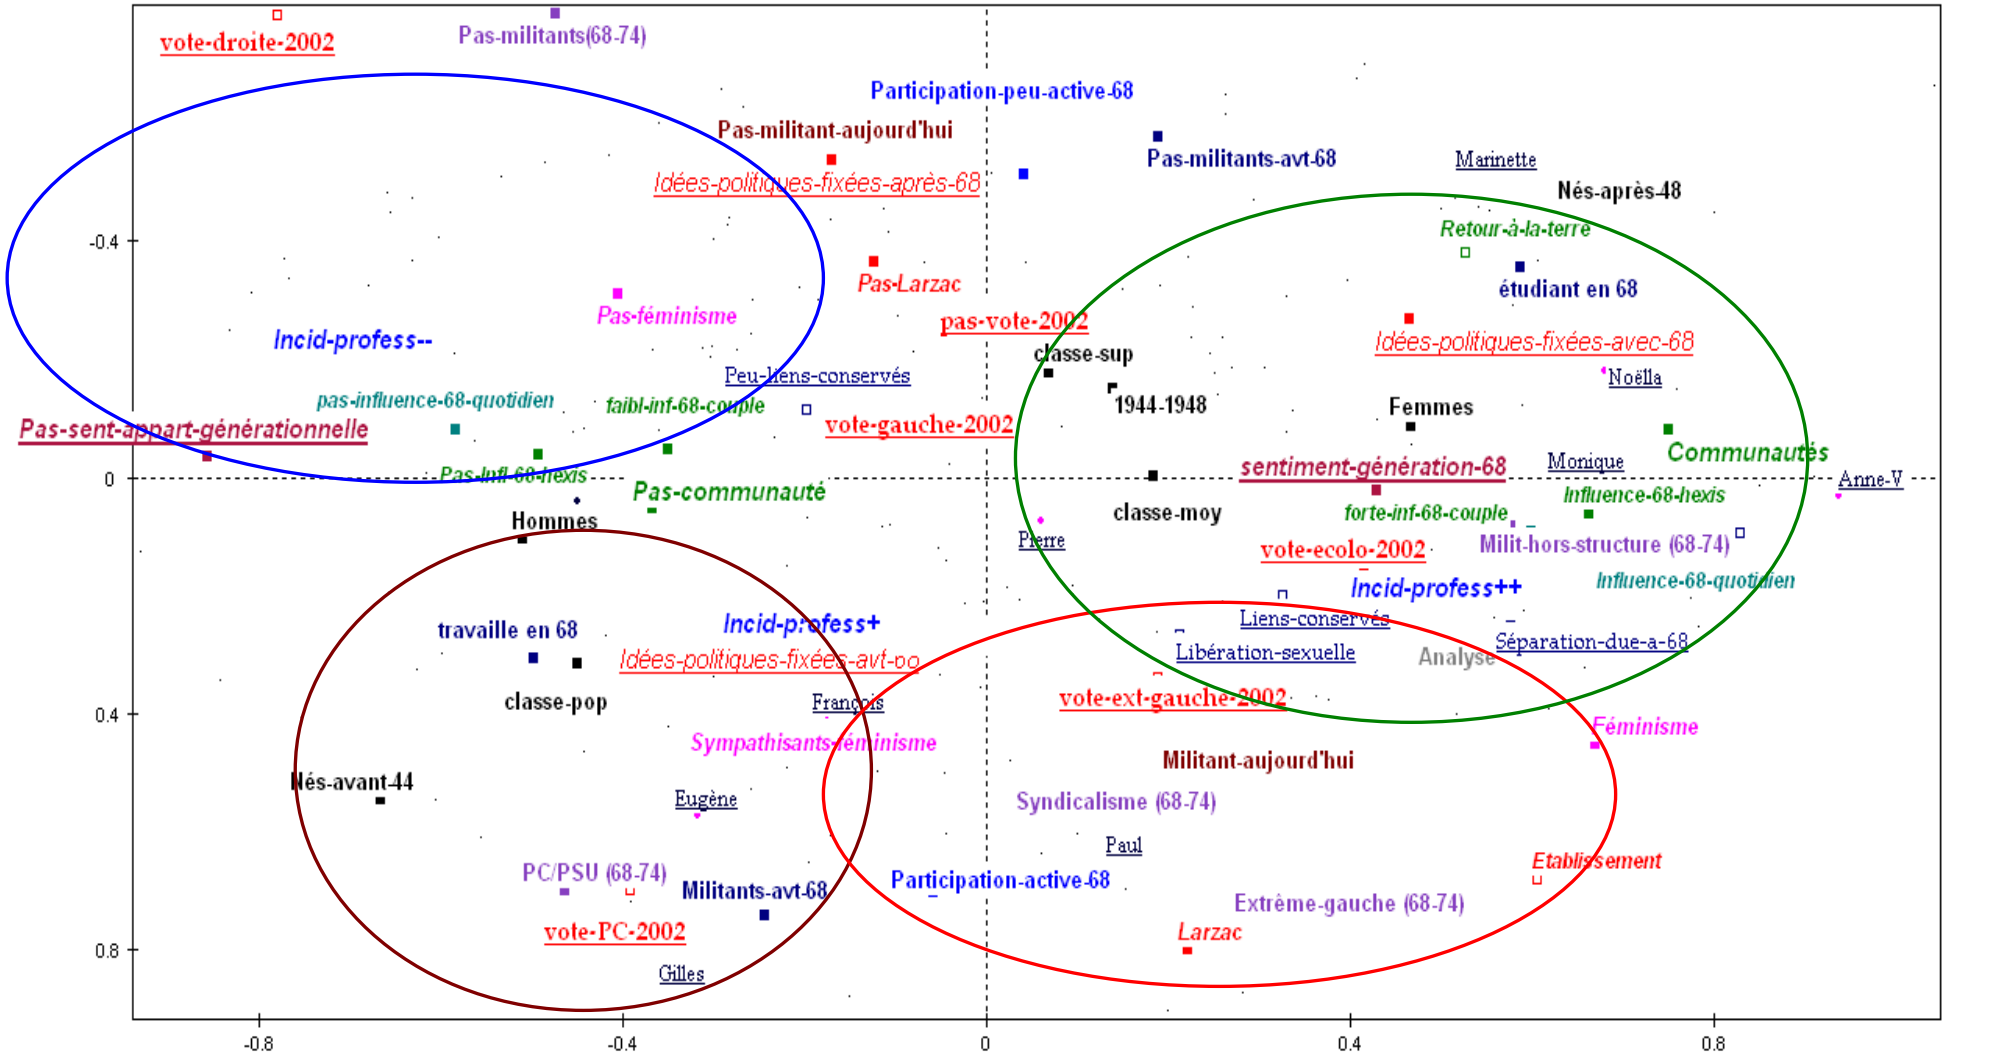 vote-droite-2002
Pas-militants(68-74)
Participation-peu-active-68
Pas-militant-aujourd'hui
Pas-militants-avt-68
Marinette
Idées-politiques-fixées-après-68
Nés-après-48
Retour-à-la-terre
-0.4
Pas-Larzac
étudiant en 68
Pas-féminisme
pas-vote-2002
Incid-profess--
Idées-politiques-fixées-avec-68
classe-sup
Peu-liens-conservés
Noëlla
pas-influence-68-quotidien
faibl-inf-68-couple
1944-1948
Femmes
Pas-sent-appart-générationnelle
vote-gauche-2002
Communautés
Monique
sentiment-génération-68
Pas-Infl-68-hexis
0
Anne-V
Pas-communauté
Influence-68-hexis
Hommes
classe-moy
forte-inf-68-couple
Pierre
vote-ecolo-2002
Milit-hors-structure (68-74)
Influence-68-quotidien
Incid-profess++
Liens-conservés
travaille en 68
Incid-profess+
Séparation-due-a-68
Libération-sexuelle
Idées-politiques-fixées-avt-
Analyse
classe-pop
François
vote-ext-gauche-2002
0.4
Féminisme
Sympathisants-féminisme
Militant-aujourd'hui
Nés-avant-44
Eugène
Syndicalisme (68-74)
Paul
Etablissement
PC/PSU (68-74)
Militants-avt-68
Participation-active-68
Extrême-gauche (68-74)
vote-PC-2002
Larzac
0.8
Gilles
-0.8
-0.4
0
0.4
0.8